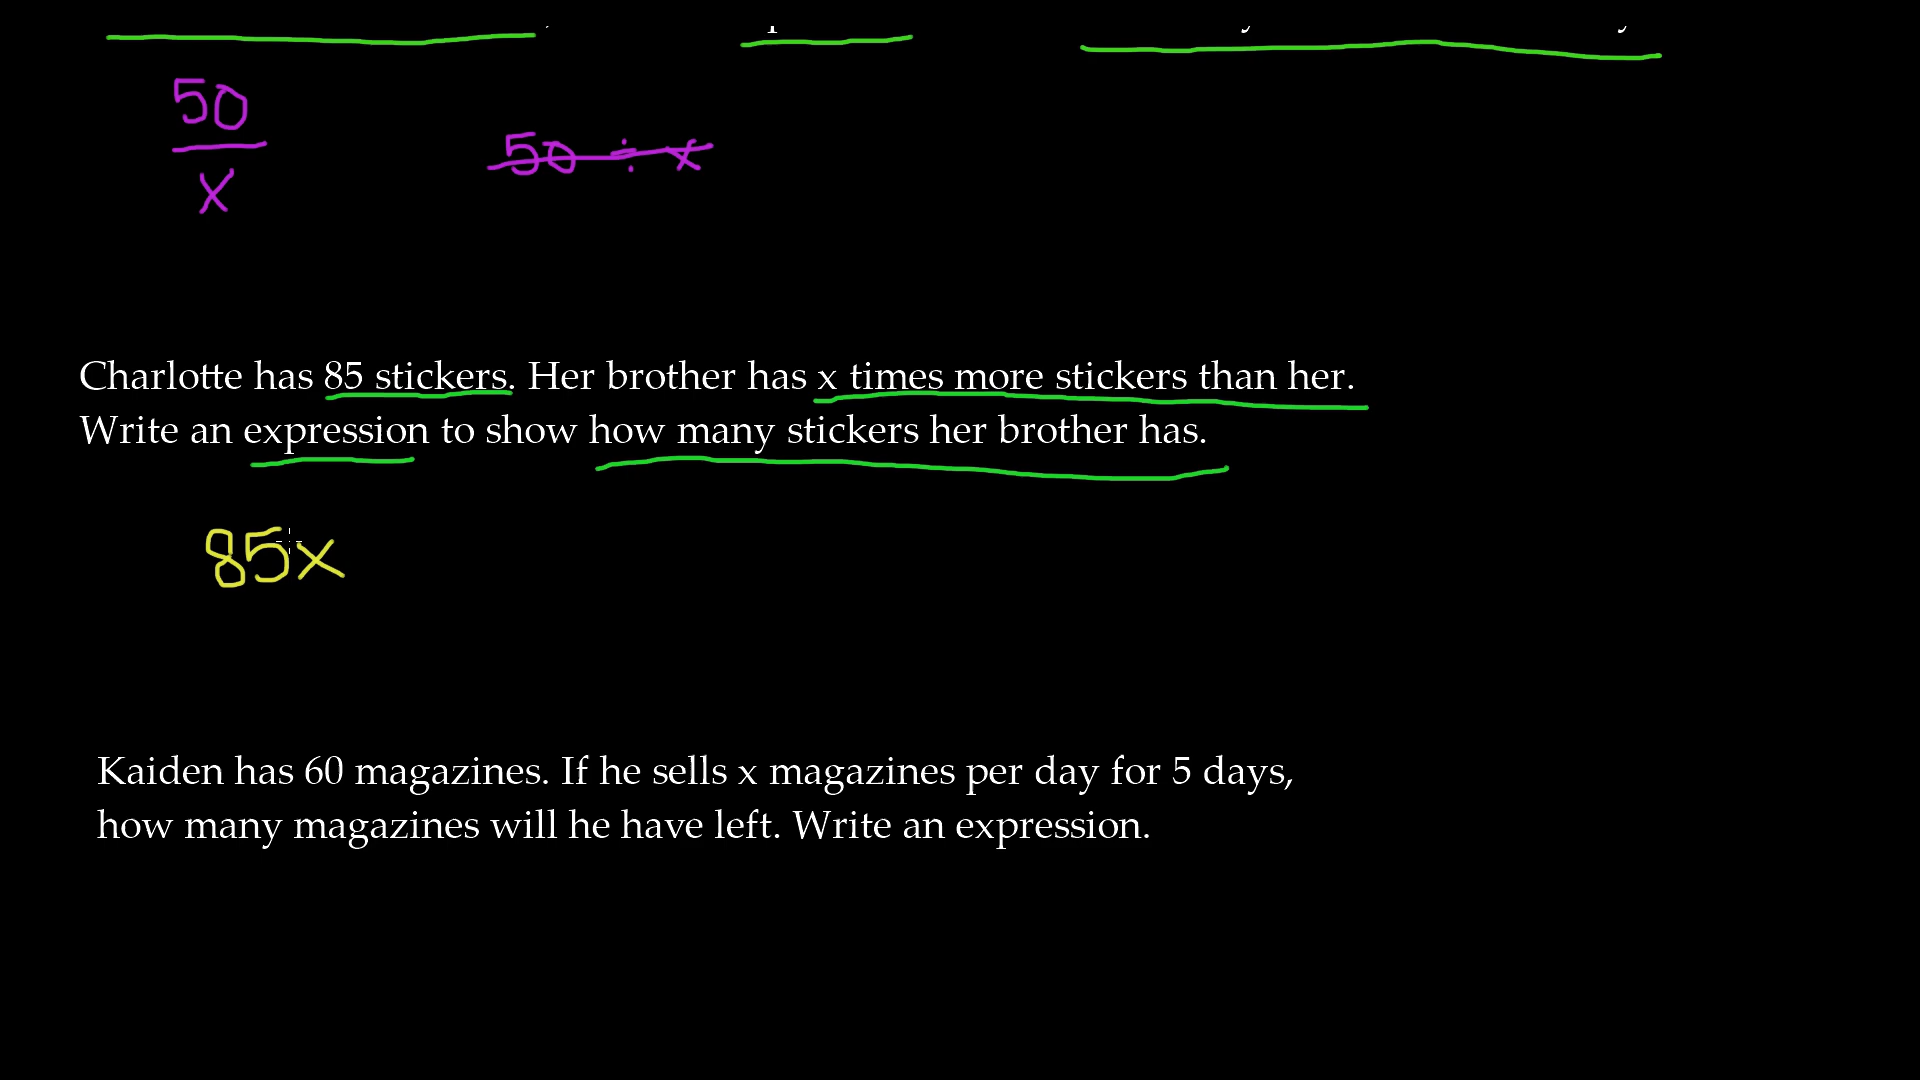 50
x
50 ÷ x
Charlotte has 85 stickers. Her brother has x times more stickers than her.
Write an expression to show how many stickers her brother has.
85x
Kaiden has 60 magazines. If he sells x magazines per day for 5 days,
how many magazines will he have left. Write an expression.